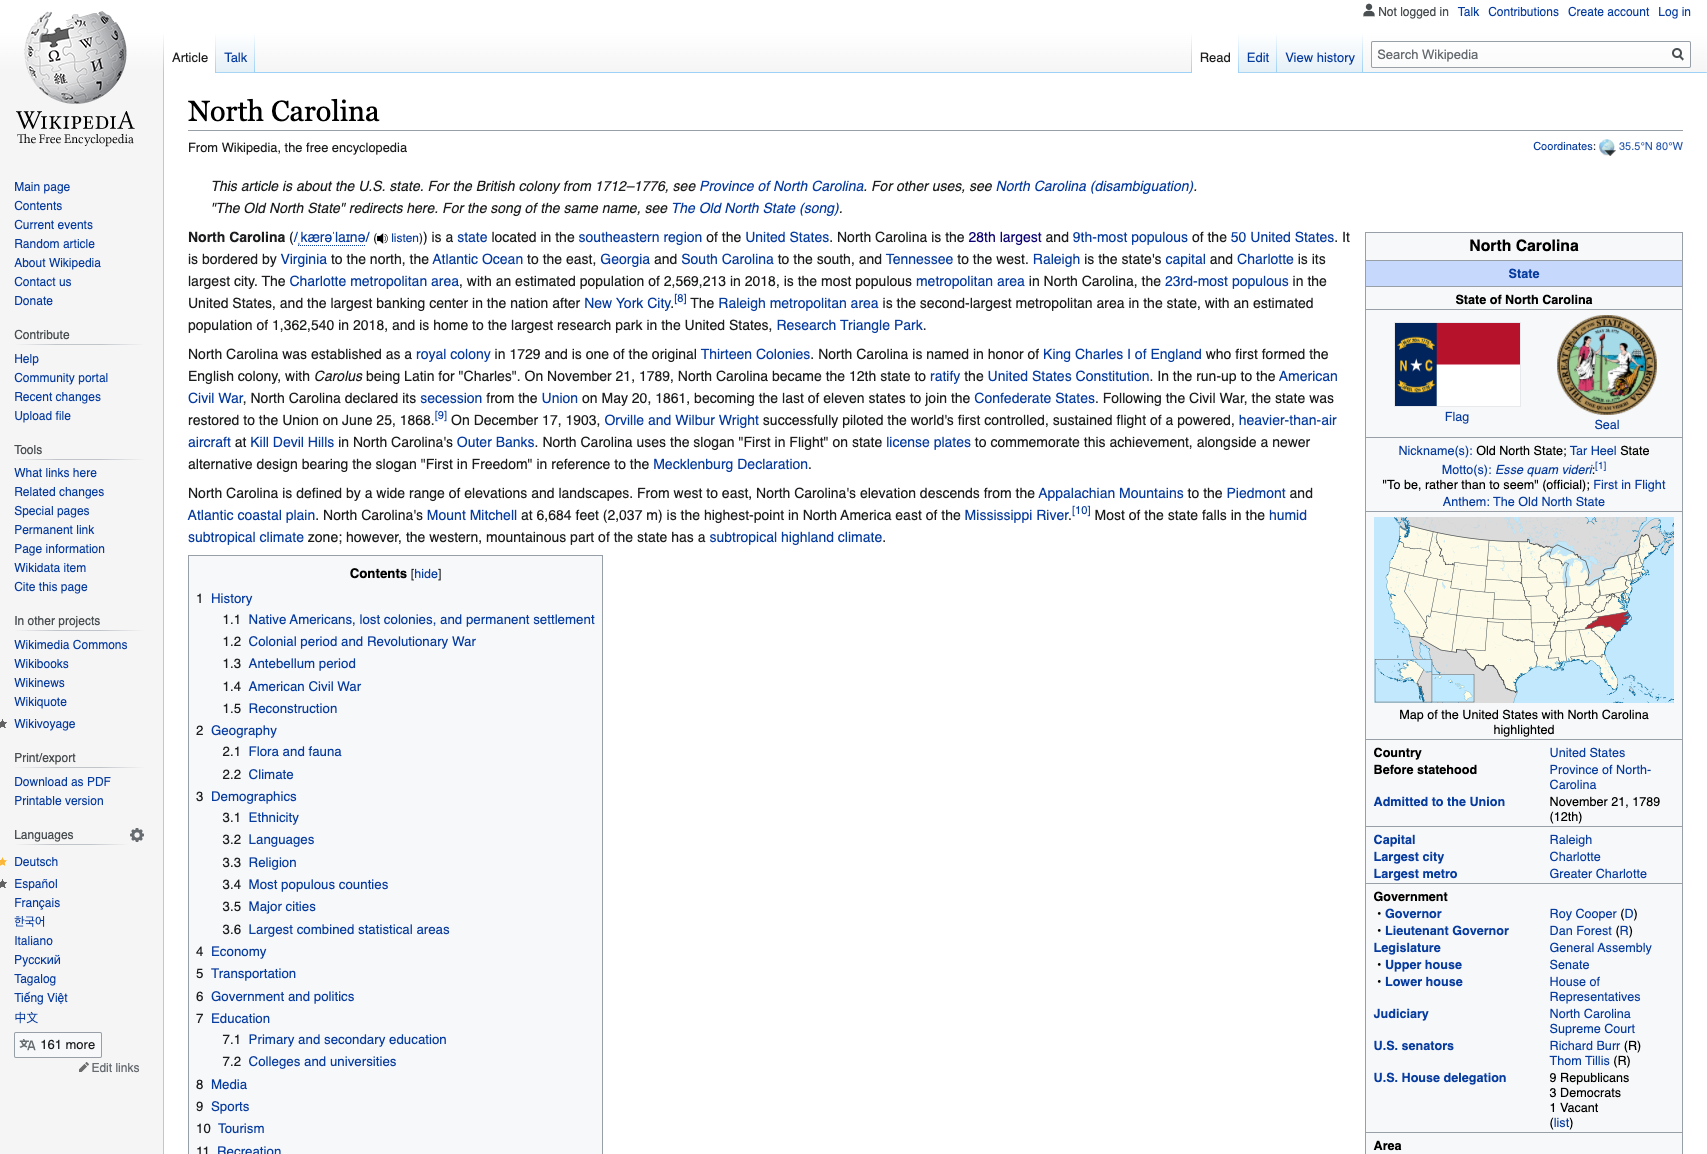 Not logged in Talk Contributions Create account Log in
Article Talk Read Edit View history Search Wikipedia
WIKIPEDIA
The Free Encyclopedia
Main page
Contents
Current events
Random article
About Wikipedia
Contact us
Donate
Contribute
Help
Community portal
Recent changes
Upload file
Tools
What links here
Related changes
Special pages
Permanent link
Page information
Wikidata item
Cite this page
In other projects
Wikimedia Commons
Wikibooks
Wikinews
Wikiquote
Wikivoyage
Print/export
Download as PDF
Printable version
Languages
Deutsch
Español
Français
한국어
Italiano
Русский
Tagalog
Tiếng Việt
中文
161 more
Edit links
North Carolina
From Wikipedia, the free encyclopedia
Coordinates: 35.5°N 80°W
This article is about the U.S. state. For the British colony from 1712–1776, see Province of North Carolina. For other uses, see North Carolina (disambiguation).
"The Old North State" redirects here. For the song of the same name, see The Old North State (song).
North Carolina (/ˌkærəˈlaɪnə/ (listen)) is a state located in the southeastern region of the United States. North Carolina is the 28th largest and 9th-most populous of the 50 United States. It
is bordered by Virginia to the north, the Atlantic Ocean to the east, Georgia and South Carolina to the south, and Tennessee to the west. Raleigh is the state's capital and Charlotte is its
largest city. The Charlotte metropolitan area, with an estimated population of 2,569,213 in 2018, is the most populous metropolitan area in North Carolina, the 23rd-most populous in the
United States, and the largest banking center in the nation after New York City.[8] The Raleigh metropolitan area is the second-largest metropolitan area in the state, with an estimated
population of 1,362,540 in 2018, and is home to the largest research park in the United States, Research Triangle Park.
North Carolina was established as a royal colony in 1729 and is one of the original Thirteen Colonies. North Carolina is named in honor of King Charles I of England who first formed the
English colony, with Carolus being Latin for "Charles". On November 21, 1789, North Carolina became the 12th state to ratify the United States Constitution. In the run-up to the American
Civil War, North Carolina declared its secession from the Union on May 20, 1861, becoming the last of eleven states to join the Confederate States. Following the Civil War, the state was
restored to the Union on June 25, 1868.[9] On December 17, 1903, Orville and Wilbur Wright successfully piloted the world's first controlled, sustained flight of a powered, heavier-than-air
aircraft at Kill Devil Hills in North Carolina's Outer Banks. North Carolina uses the slogan "First in Flight" on state license plates to commemorate this achievement, alongside a newer
alternative design bearing the slogan "First in Freedom" in reference to the Mecklenburg Declaration.
North Carolina is defined by a wide range of elevations and landscapes. From west to east, North Carolina's elevation descends from the Appalachian Mountains to the Piedmont and
Atlantic coastal plain. North Carolina's Mount Mitchell at 6,684 feet (2,037 m) is the highest-point in North America east of the Mississippi River.[10] Most of the state falls in the humid
subtropical climate zone; however, the western, mountainous part of the state has a subtropical highland climate.
Contents [hide]
1 History
1.1 Native Americans, lost colonies, and permanent settlement
1.2 Colonial period and Revolutionary War
1.3 Antebellum period
1.4 American Civil War
1.5 Reconstruction
2 Geography
2.1 Flora and fauna
2.2 Climate
3 Demographics
3.1 Ethnicity
3.2 Languages
3.3 Religion
3.4 Most populous counties
3.5 Major cities
3.6 Largest combined statistical areas
4 Economy
5 Transportation
6 Government and politics
7 Education
7.1 Primary and secondary education
7.2 Colleges and universities
8 Media
9 Sports
10 Tourism
11 Recreation
North Carolina
State
State of North Carolina
N C
Flag
Seal
Nickname(s): Old North State; Tar Heel State
Motto(s): Esse quam videri:[1]
"To be, rather than to seem" (official); First in Flight
Anthem: The Old North State
Map of the United States with North Carolina
highlighted
Country United States
Before statehood Province of North-
Carolina
Admitted to the Union November 21, 1789
(12th)
Capital Raleigh
Largest city Charlotte
Largest metro Greater Charlotte
Government
• Governor Roy Cooper (D)
• Lieutenant Governor Dan Forest (R)
Legislature General Assembly
• Upper house Senate
• Lower house House of
Representatives
Judiciary North Carolina
Supreme Court
U.S. senators Richard Burr (R)
Thom Tillis (R)
U.S. House delegation 9 Republicans
3 Democrats
1 Vacant
(list)
Area